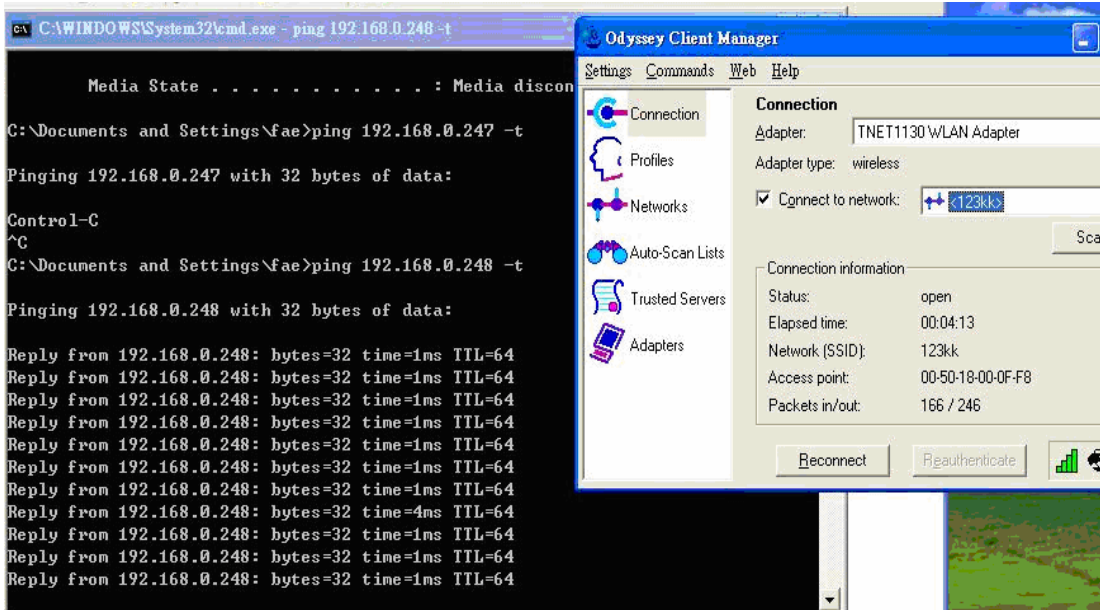 C:\WINDOWS\System32\cmd.exe - ping 192.168.0.248 -t
Media State . . . . . . . . . . . : Media discon
C:\Documents and Settings\fae>ping 192.168.0.247 -t
Pinging 192.168.0.247 with 32 bytes of data:
Control-C
^C
C:\Documents and Settings\fae>ping 192.168.0.248 -t
Pinging 192.168.0.248 with 32 bytes of data:
Reply from 192.168.0.248: bytes=32 time=1ms TTL=64
Reply from 192.168.0.248: bytes=32 time=1ms TTL=64
Reply from 192.168.0.248: bytes=32 time=1ms TTL=64
Reply from 192.168.0.248: bytes=32 time=1ms TTL=64
Reply from 192.168.0.248: bytes=32 time=1ms TTL=64
Reply from 192.168.0.248: bytes=32 time=1ms TTL=64
Reply from 192.168.0.248: bytes=32 time=1ms TTL=64
Reply from 192.168.0.248: bytes=32 time=4ms TTL=64
Reply from 192.168.0.248: bytes=32 time=1ms TTL=64
Reply from 192.168.0.248: bytes=32 time=1ms TTL=64
Reply from 192.168.0.248: bytes=32 time=1ms TTL=64
Odyssey Client Manager
Settings Commands Web Help
Connection
Profiles
Networks
Auto-Scan Lists
Trusted Servers
Adapters
Connection
Adapter: TNET1130 WLAN Adapter
Adapter type: wireless
Connect to network: <123kk>
Sca
Connection information
Status: open
Elapsed time: 00:04:13
Network (SSID): 123kk
Access point: 00-50-18-00-0F-F8
Packets in/out: 166 / 246
Reconnect Reauthenticate